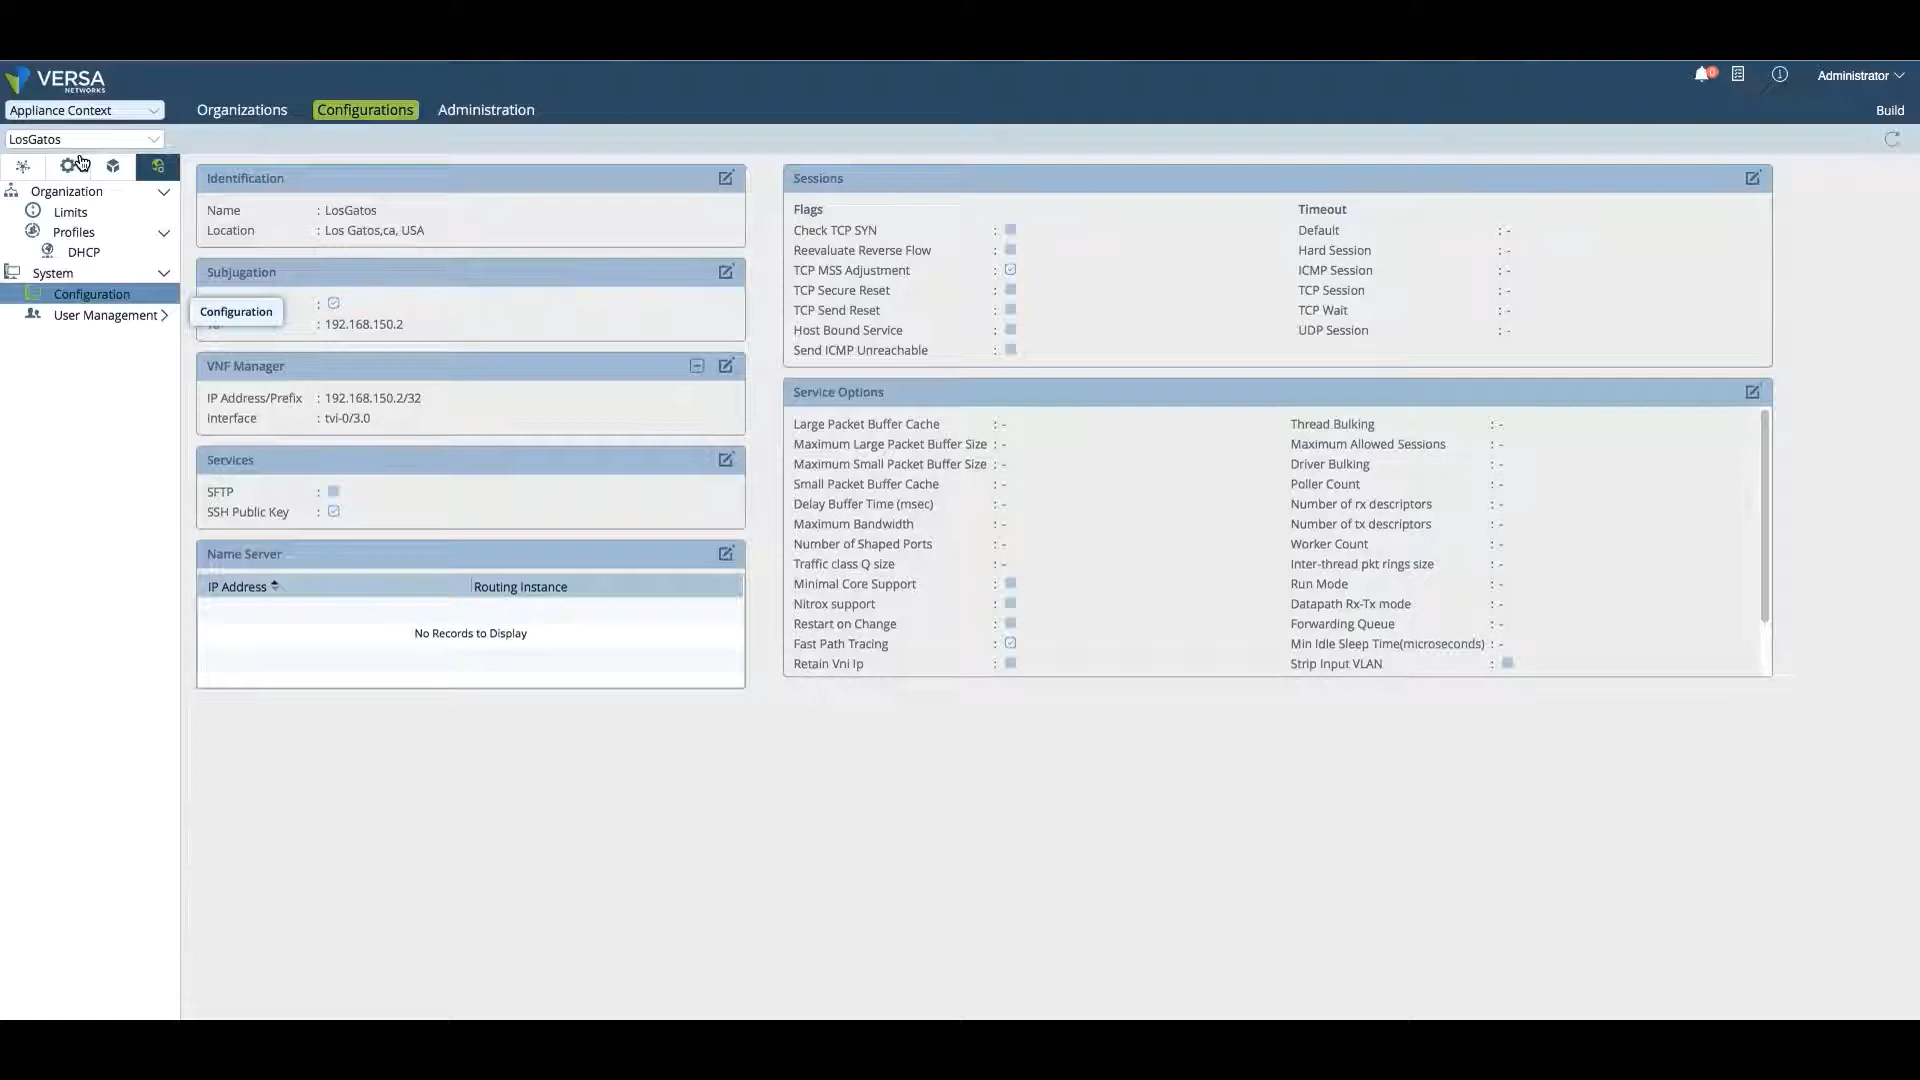 VERSA
NETWORKS
Administrator
Appliance Context
Organizations
Configurations
Administration
Build
LosGatos
Organization
Limits
Profiles
DHCP
System
Configuration
User Management
Configuration
Identification
Name : LosGatos
Location : Los Gatos,ca, USA
Subjugation
:
: 192.168.150.2
VNF Manager
IP Address/Prefix : 192.168.150.2/32
Interface : tvi-0/3.0
Services
SFTP :
SSH Public Key :
Name Server
IP Address Routing Instance
No Records to Display
Sessions
Flags
Check TCP SYN :
Reevaluate Reverse Flow :
TCP MSS Adjustment :
TCP Secure Reset :
TCP Send Reset :
Host Bound Service :
Send ICMP Unreachable :
Timeout
Default : -
Hard Session : -
ICMP Session : -
TCP Session : -
TCP Wait : -
UDP Session : -
Service Options
Large Packet Buffer Cache : -
Maximum Large Packet Buffer Size : -
Maximum Small Packet Buffer Size : -
Small Packet Buffer Cache : -
Delay Buffer Time (msec) : -
Maximum Bandwidth : -
Number of Shaped Ports : -
Traffic class Q size : -
Minimal Core Support :
Nitrox support :
Restart on Change :
Fast Path Tracing :
Retain Vni Ip :
Thread Bulking : -
Maximum Allowed Sessions : -
Driver Bulking : -
Poller Count : -
Number of rx descriptors : -
Number of tx descriptors : -
Worker Count : -
Inter-thread pkt rings size : -
Run Mode : -
Datapath Rx-Tx mode : -
Forwarding Queue : -
Min Idle Sleep Time(microseconds) : -
Strip Input VLAN :